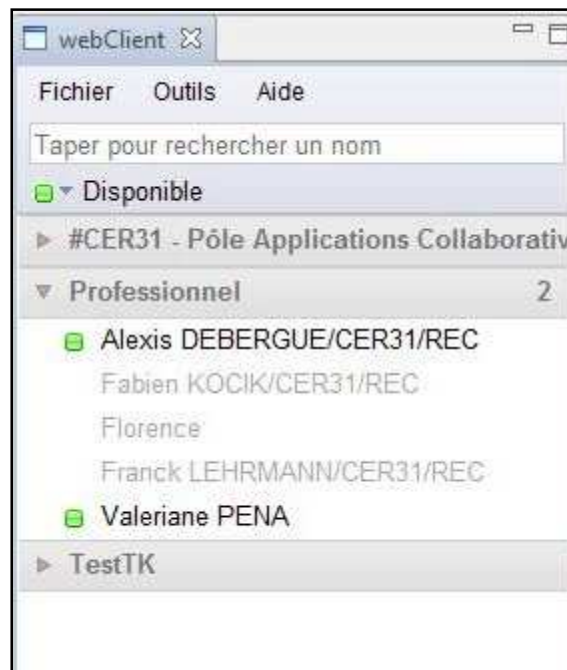 webClient
Fichier Outils Aide
Taper pour rechercher un nom
Disponible
#CER31 - Pôle Applications Collaborativ
Professionnel 2
Alexis DEBERGUE/CER31/REC
Fabien KOCIK/CER31/REC
Florence
Franck LEHRMANN/CER31/REC
Valeriane PENA
TestTK